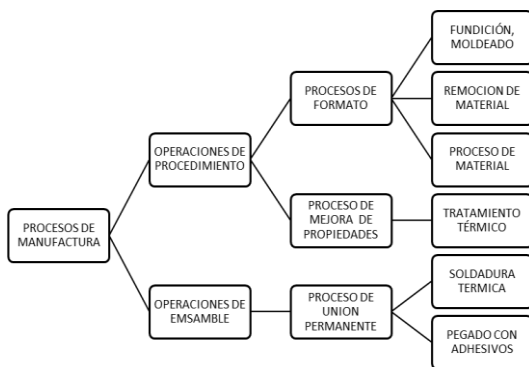 PROCESOS DE
MANUFACTURA
OPERACIONES DE
PROCEDIMIENTO
PROCESOS DE
FORMATO
FUNDICIÓN,
MOLDEADO
REMOCION DE
MATERIAL
PROCESO DE
MATERIAL
PROCESO DE
MEJORA DE
PROPIEDADES
TRATAMIENTO
TÉRMICO
OPERACIONES DE
EMSAMBLE
PROCESO DE
UNION
PERMANENTE
SOLDADURA
TERMICA
PEGADO CON
ADHESIVOS